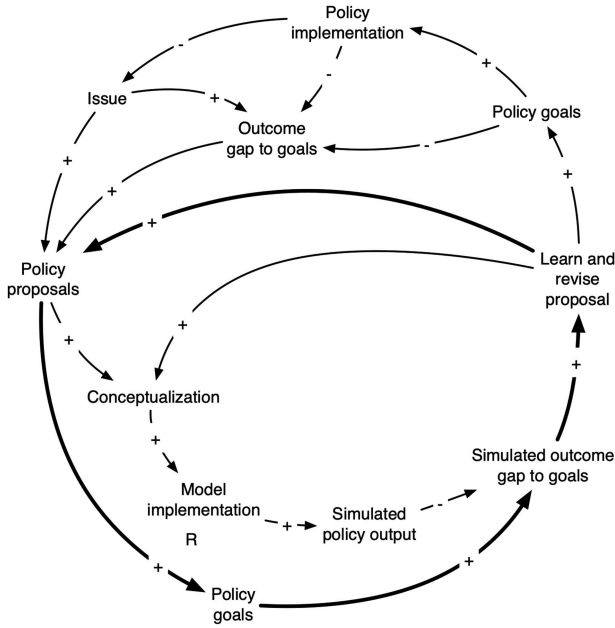 Policy
implementation
-
-
+
Issue
+
Policy goals
Outcome
gap to goals
-
+
+
+
+
Learn and
revise
proposal
Policy
proposals
+
+
+
Conceptualization
+
Simulated outcome
gap to goals
Model
implementation
-
Simulated
policy output
+
R
+
+
Policy
goals